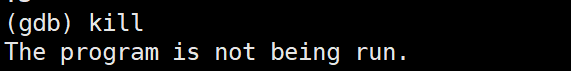 (gdb) kill
The program is not being run.